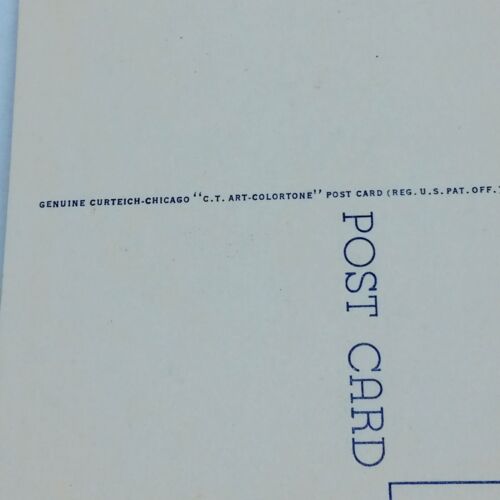 GENUINE CURTEICH-CHICAGO "C.T. ART-COLORTONE" POST CARD (REG. U.S. PAT. OFF.)
POST CARD